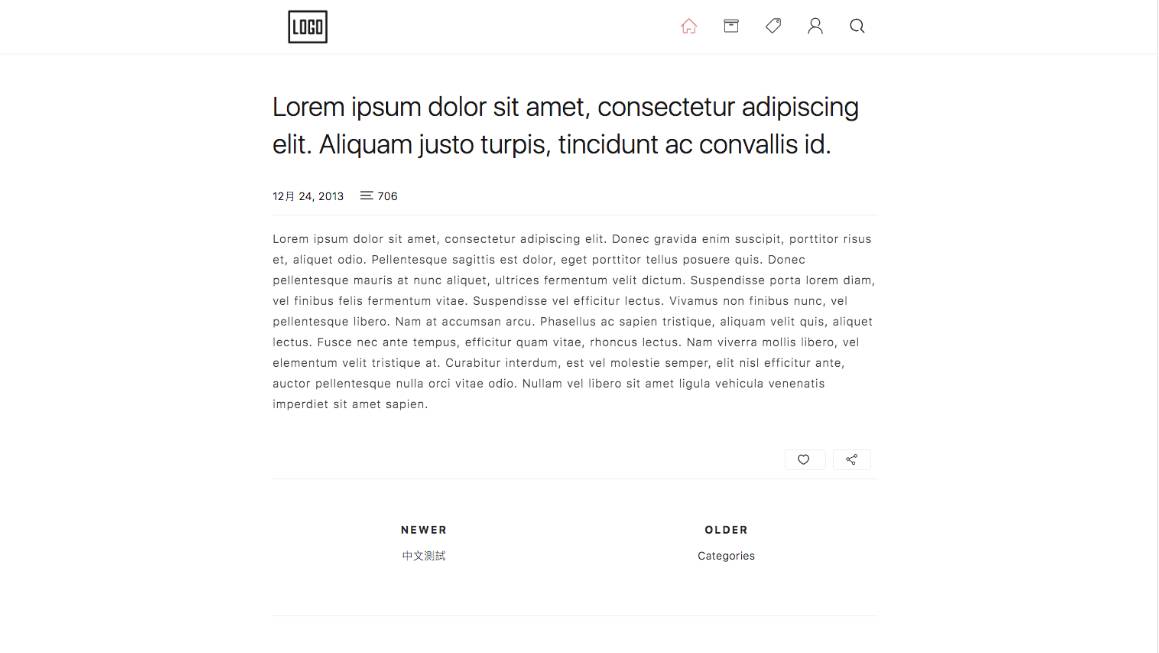 LOGO
Lorem ipsum dolor sit amet, consectetur adipiscing
elit. Aliquam justo turpis, tincidunt ac convallis id.
12月 24, 2013 706
Lorem ipsum dolor sit amet, consectetur adipiscing elit. Donec gravida enim suscipit, porttitor risus
et, aliquet odio. Pellentesque sagittis est dolor, eget porttitor tellus posuere quis. Donec
pellentesque mauris at nunc aliquet, ultrices fermentum velit dictum. Suspendisse porta lorem diam,
vel finibus felis fermentum vitae. Suspendisse vel efficitur lectus. Vivamus non finibus nunc, vel
pellentesque libero. Nam at accumsan arcu. Phasellus ac sapien tristique, aliquam velit quis, aliquet
lectus. Fusce nec ante tempus, efficitur quam vitae, rhoncus lectus. Nam viverra mollis libero, vel
elementum velit tristique at. Curabitur interdum, est vel molestie semper, elit nisl efficitur ante,
auctor pellentesque nulla orci vitae odio. Nullam vel libero sit amet ligula vehicula venenatis
imperdiet sit amet sapien.
NEWER
中文測試
OLDER
Categories